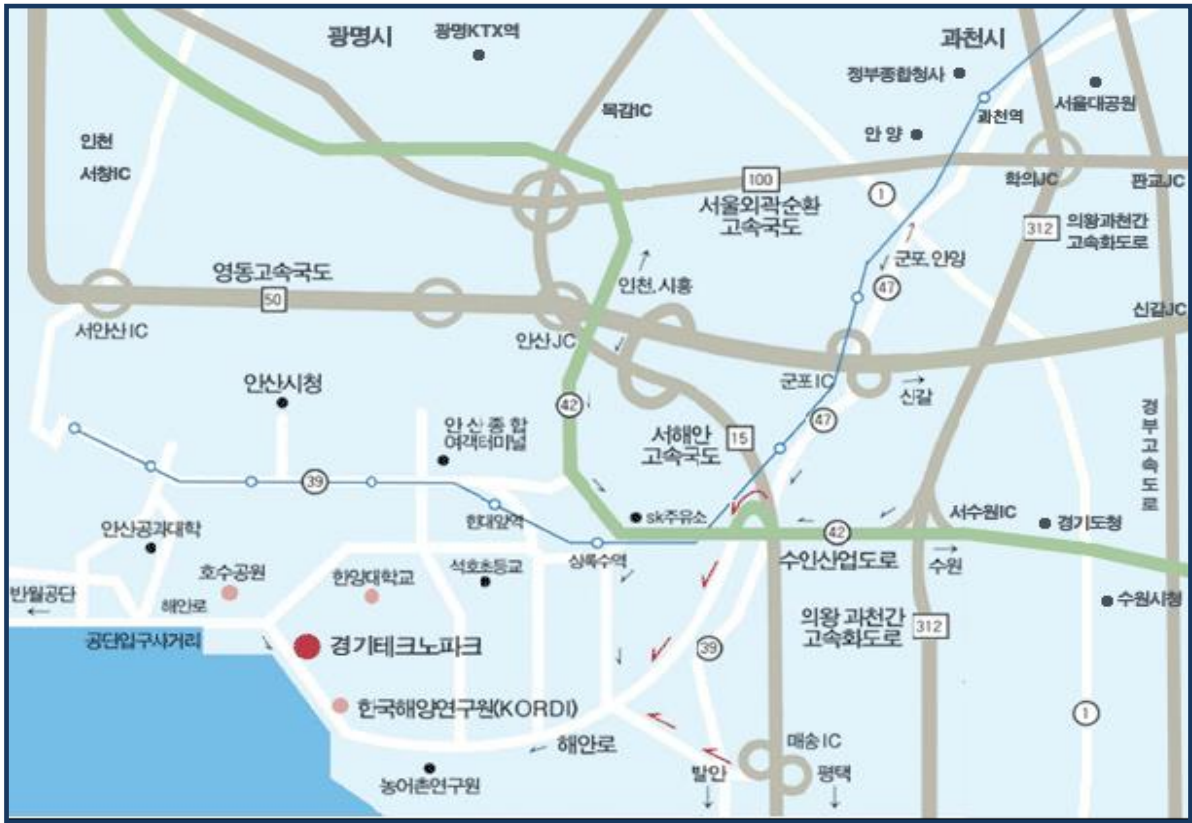 광명시
광명KTX역
과천시
정부종합청사
서울대공원
목감IC
과천역
안양
인천
서창IC
학의JC
판교JC
100
서울외곽순환
고속국도
1
312
의왕과천간
고속화도로
군포, 안양
영동고속국도
50
인천, 시흥
47
신갈JC
서안산 IC
안산 JC
군포 IC
신갈
안산시청
42
안 산 종 합
여객터미널
서해안
고속국도
15
47
경부고속도로
39
한대앞역
sk주유소
42
서수원IC
경기도청
안산공과대학
상록수역
수인산업도로
수원
호수공원
한양대학교
석호초등교
반월공단
해안로
수원시청
의왕 과천간
고속화도로
312
공단입구사거리
경기테크노파크
39
한국해양연구원(KORDI)
1
해안로
매송 IC
발안
평택
농어촌연구원